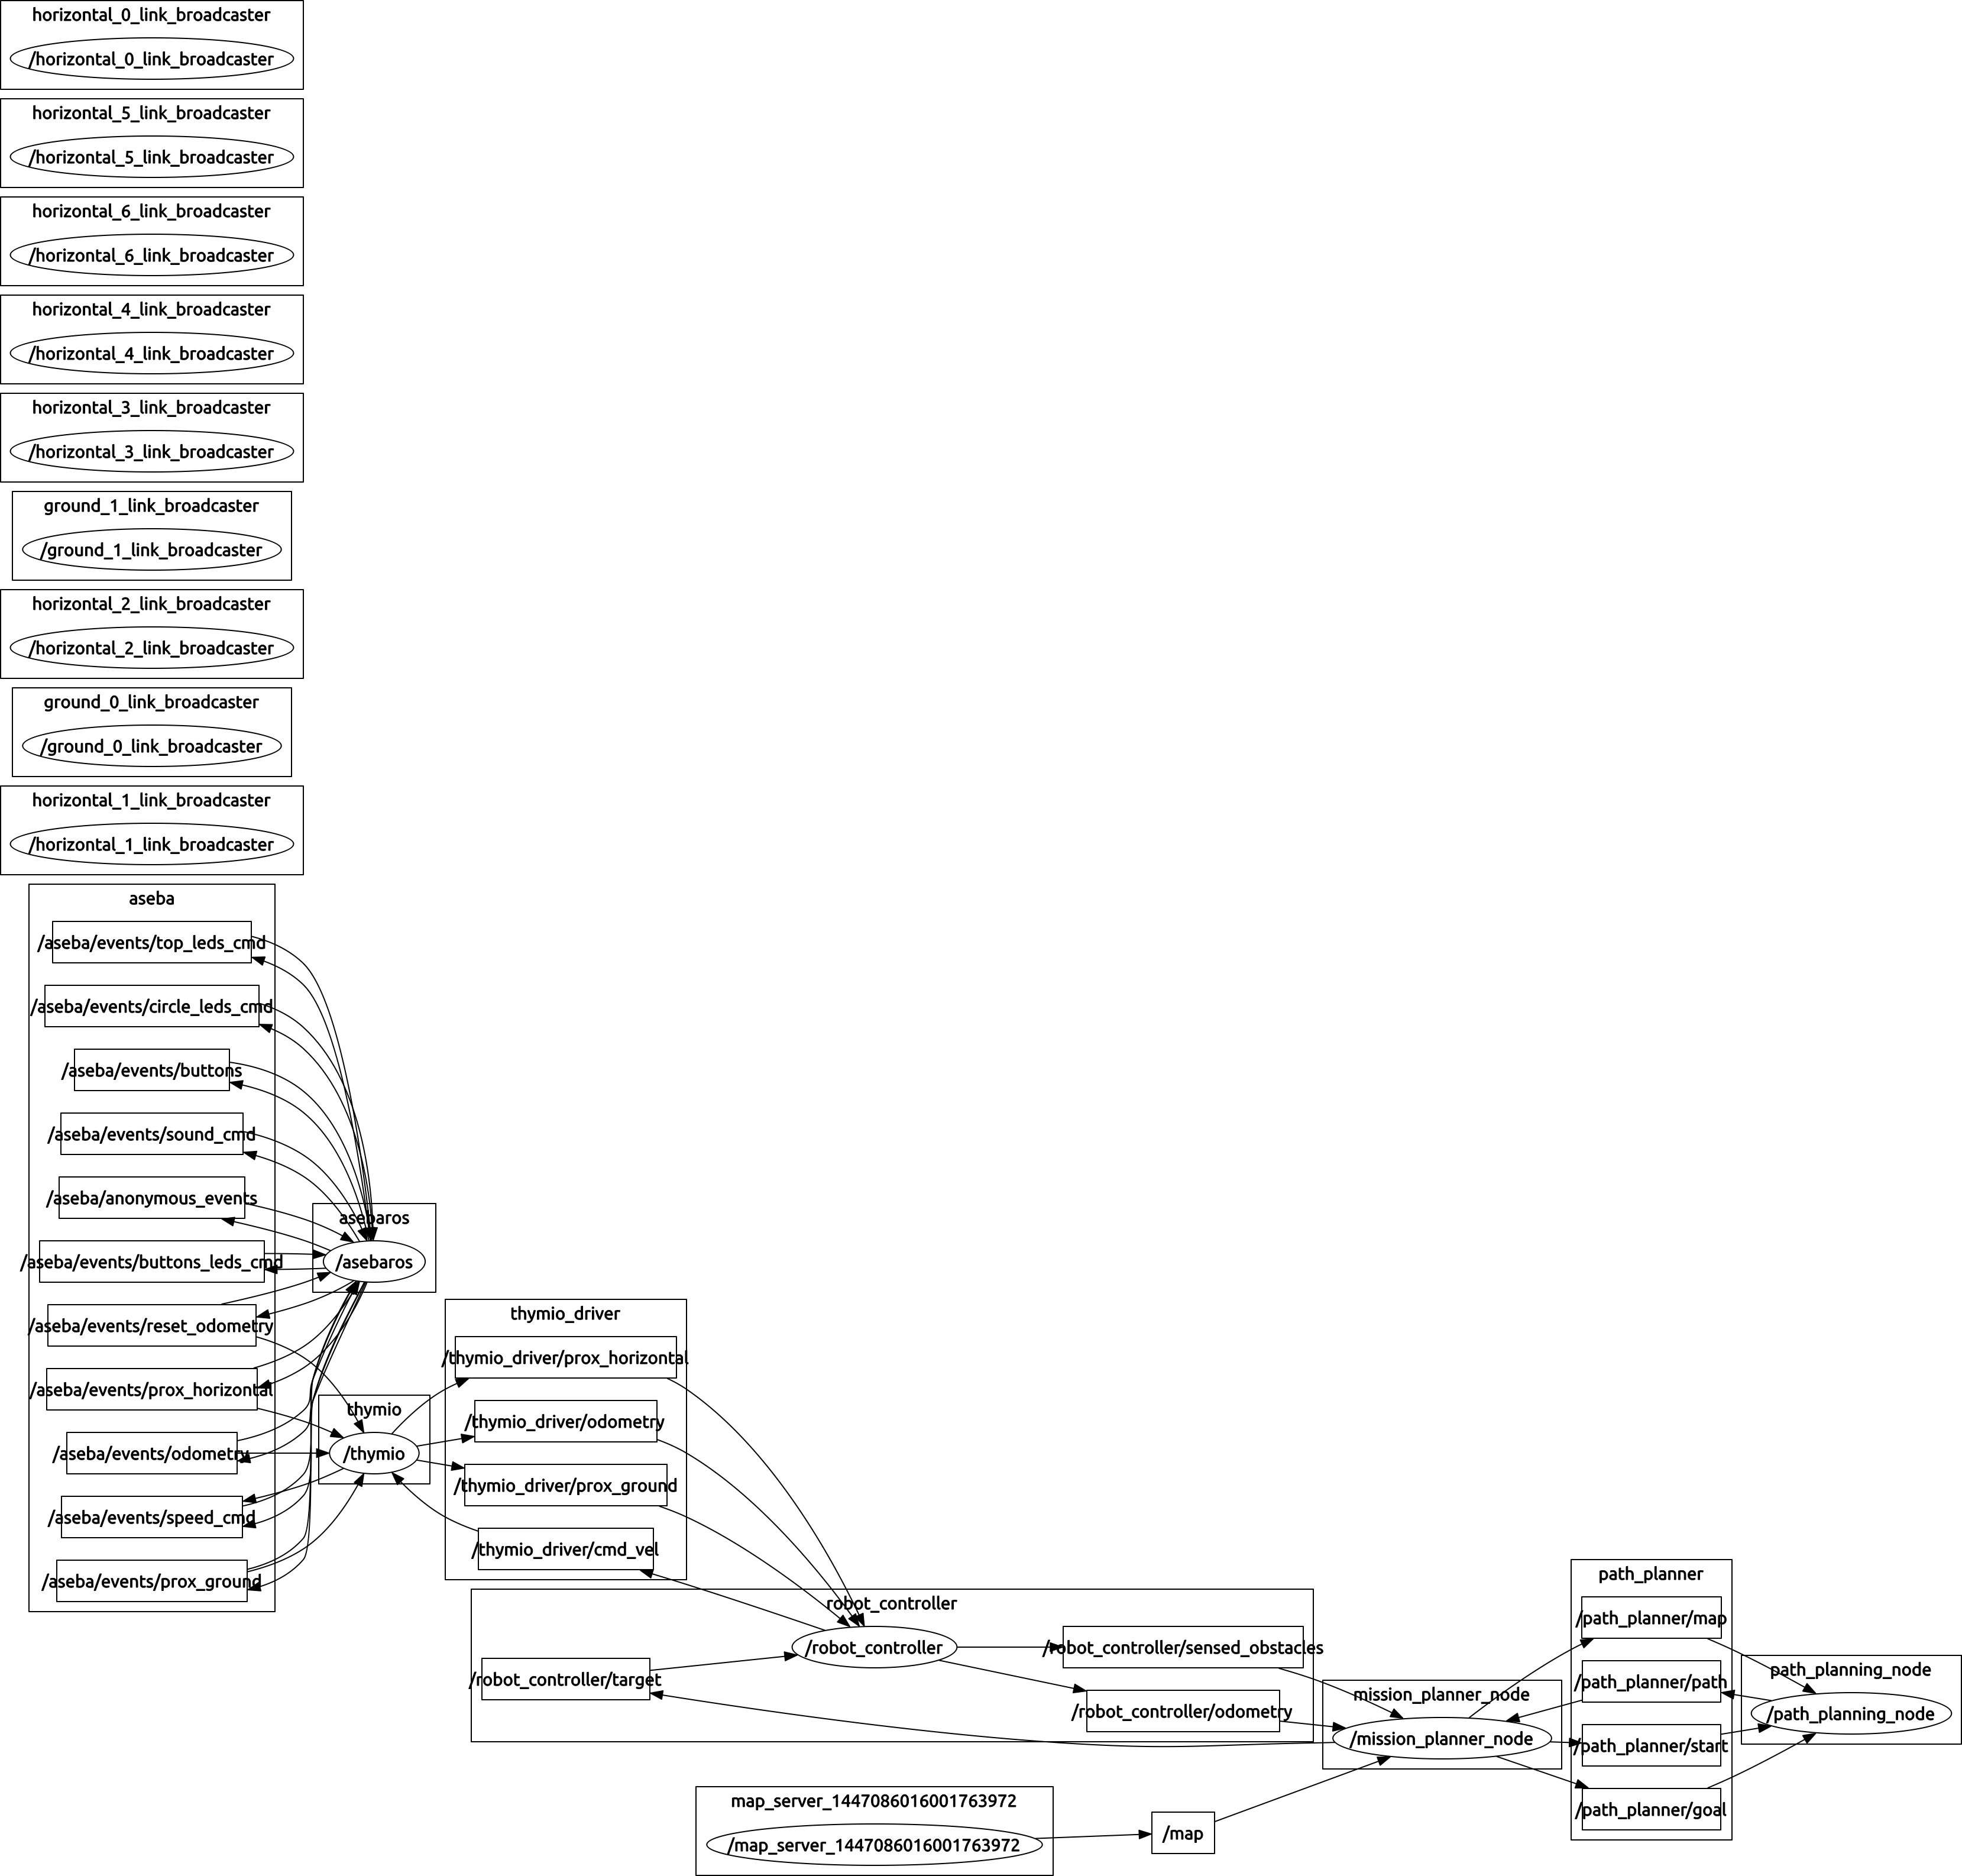 horizontal_0_link_broadcaster
/horizontal_0_link_broadcaster
horizontal_5_link_broadcaster
/horizontal_5_link_broadcaster
horizontal_6_link_broadcaster
/horizontal_6_link_broadcaster
horizontal_4_link_broadcaster
/horizontal_4_link_broadcaster
horizontal_3_link_broadcaster
/horizontal_3_link_broadcaster
ground_1_link_broadcaster
/ground_1_link_broadcaster
horizontal_2_link_broadcaster
/horizontal_2_link_broadcaster
ground_0_link_broadcaster
/ground_0_link_broadcaster
horizontal_1_link_broadcaster
/horizontal_1_link_broadcaster
aseba
/aseba/events/top_leds_cmd
/aseba/events/circle_leds_cmd
/aseba/events/buttons
/aseba/events/sound_cmd
/aseba/anonymous_events
/aseba/events/buttons_leds_cmd
/aseba/events/reset_odometry
/aseba/events/prox_horizontal
/aseba/events/odometry
/aseba/events/speed_cmd
/aseba/events/prox_ground
asebaros
/asebaros
thymio
/thymio
thymio_driver
/thymio_driver/prox_horizontal
/thymio_driver/odometry
/thymio_driver/prox_ground
/thymio_driver/cmd_vel
robot_controller
/robot_controller
/robot_controller/target
/robot_controller/sensed_obstacles
/robot_controller/odometry
mission_planner_node
/mission_planner_node
path_planner
/path_planner/map
/path_planner/path
/path_planner/start
/path_planner/goal
path_planning_node
/path_planning_node
map_server_1447086016001763972
/map_server_1447086016001763972
/map